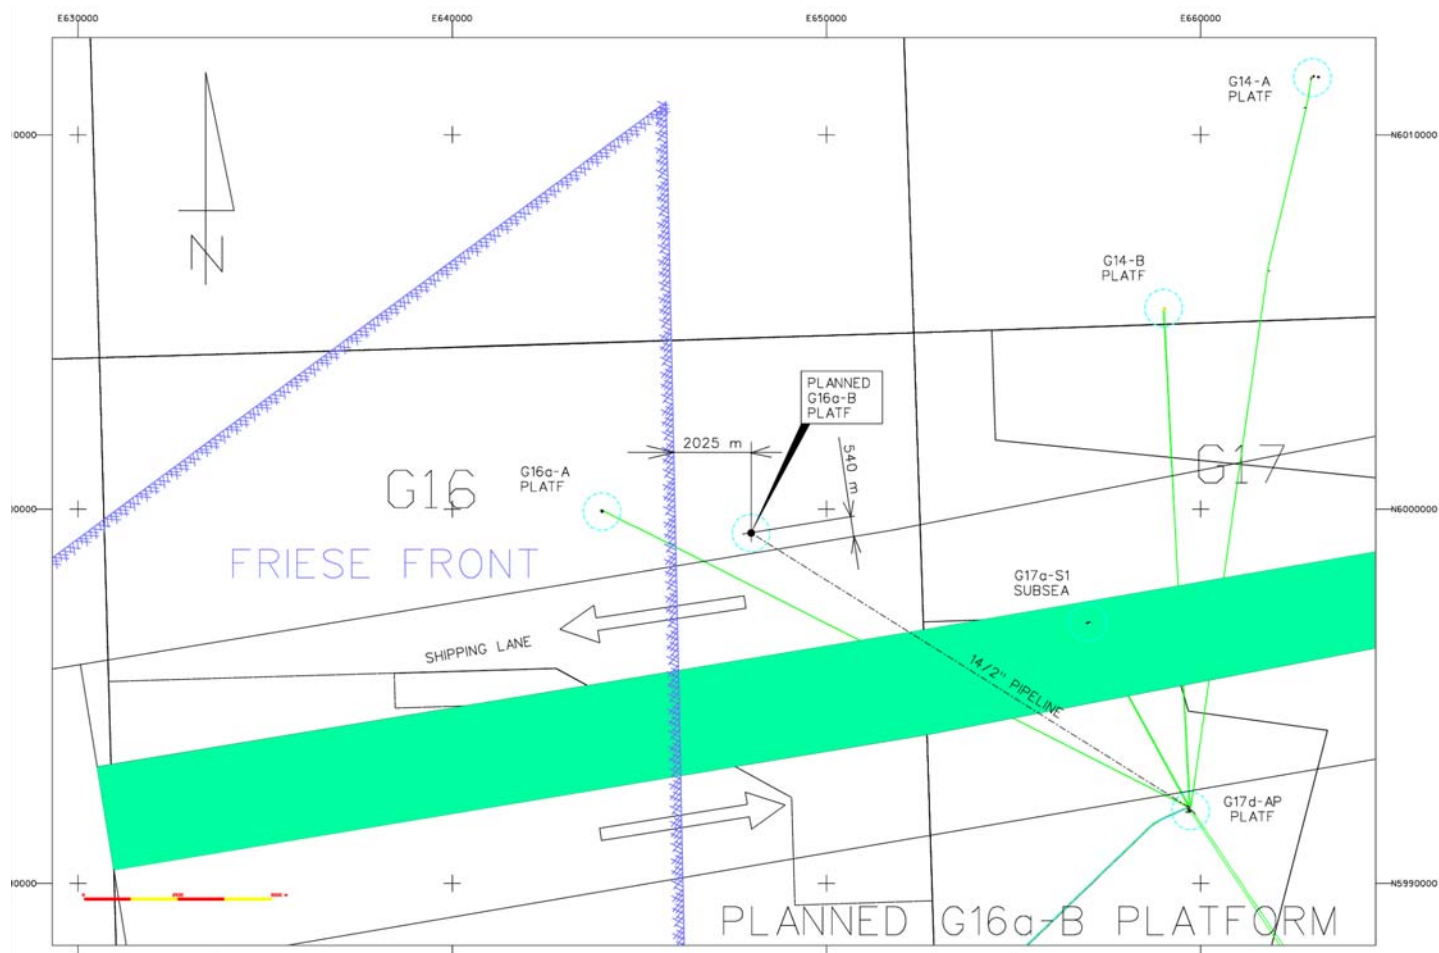 E630000
E640000
E650000
E660000
G14-A
PLATF
N6010000
G14-B
PLATF
N
PLANNED
G16a-B
PLATF
2025 m
540 m
G16
G16a-A
PLATF
G17
N6000000
FRIESE FRONT
G17a-S1
SUBSEA
SHIPPING LANE
14/2" PIPELINE
G17d-AP
PLATF
N5990000
PLANNED G16a-B PLATFORM